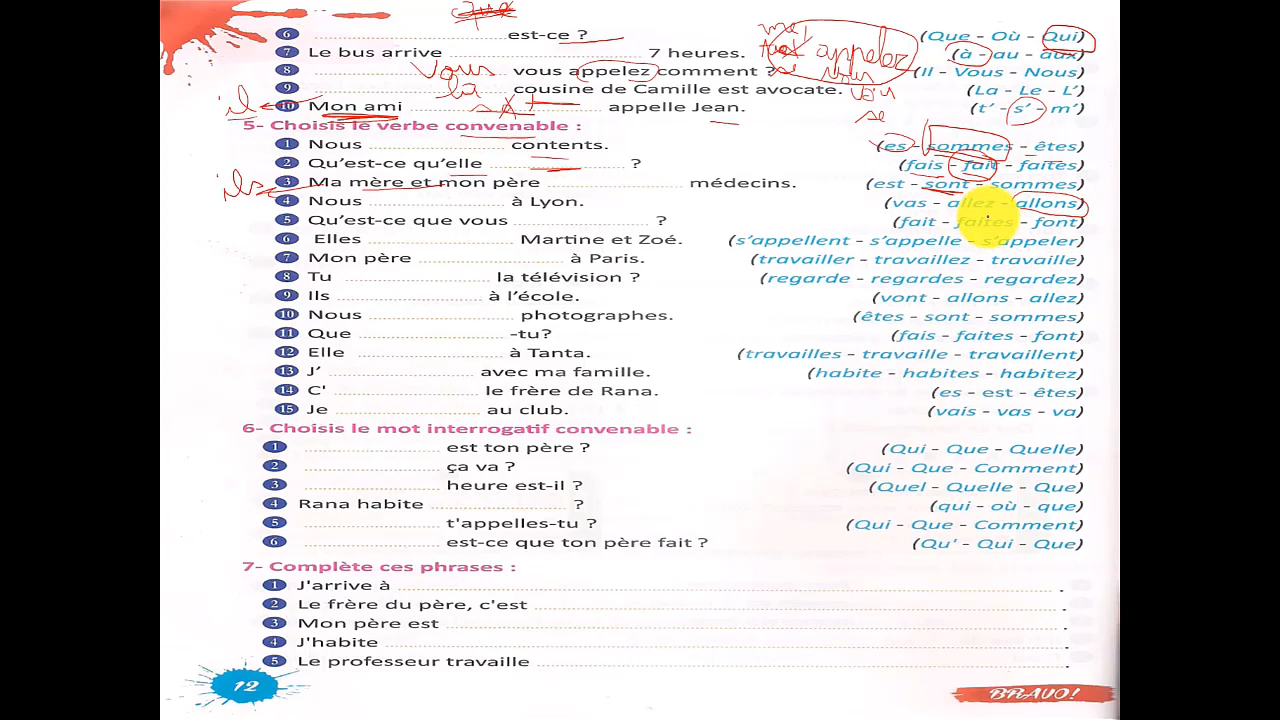 que
6 ............ est-ce ? (Que - Où - Qui)
7 Le bus arrive ............ 7 heures. (à - au - aux)
8 Vous vous appelez comment ? (Il - Vous - Nous)
9 la cousine de Camille est avocate. (La - Le - L')
10 Mon ami s' appelle Jean. (t' - s' - m')
me
appelez
nous
vou
se
il
5- Choisis le verbe convenable :
1 Nous ............ contents. (es - sommes - êtes)
2 Qu'est-ce qu'elle ............ ? (fais - fait - faites)
ils
3 Ma mère et mon père ............ médecins. (est - sont - sommes)
4 Nous ............ à Lyon. (vas - allez - allons)
5 Qu'est-ce que vous ............ ? (fait - faites - font)
6 Elles ............ Martine et Zoé. (s'appellent - s'appelle - s'appeler)
7 Mon père ............ à Paris. (travailler - travaillez - travaille)
8 Tu ............ la télévision ? (regarde - regardes - regardez)
9 Ils ............ à l'école. (vont - allons - allez)
10 Nous ............ photographes. (êtes - sont - sommes)
11 Que ............ -tu? (fais - faites - font)
12 Elle ............ à Tanta. (travailles - travaille - travaillent)
13 J' ............ avec ma famille. (habite - habites - habitez)
14 C' ............ le frère de Rana. (es - est - êtes)
15 Je ............ au club. (vais - vas - va)
6- Choisis le mot interrogatif convenable :
1 ............ est ton père ? (Qui - Que - Quelle)
2 ............ ça va ? (Qui - Que - Comment)
3 ............ heure est-il ? (Quel - Quelle - Que)
4 Rana habite ............ ? (qui - où - que)
5 ............ t'appelles-tu ? (Qui - Que - Comment)
6 ............ est-ce que ton père fait ? (Qu' - Qui - Que)
7- Complète ces phrases :
1 J'arrive à ............ .
2 Le frère du père, c'est ............ .
3 Mon père est ............ .
4 J'habite ............ .
5 Le professeur travaille ............ .
12
BRAVO!